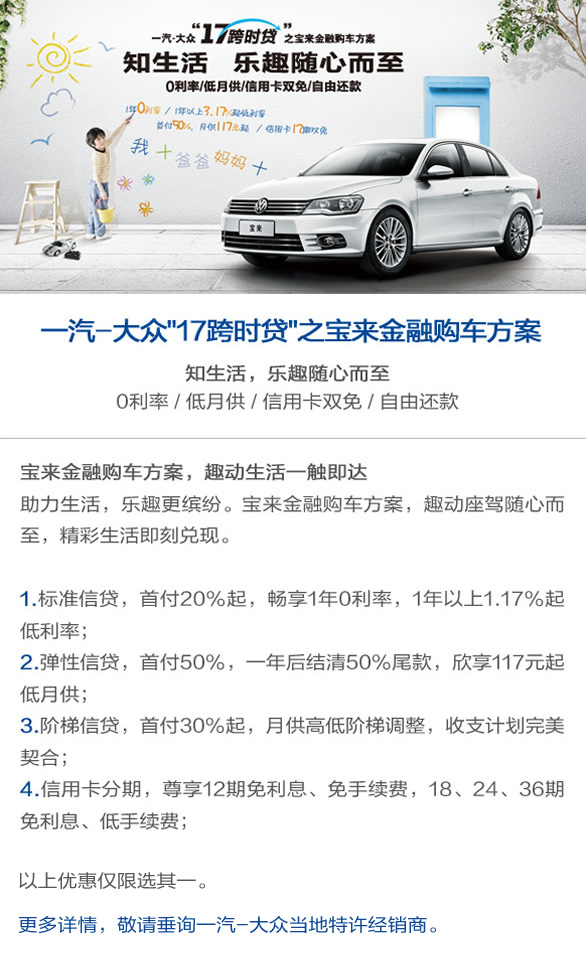 一汽-大众“17跨时贷”之宝来金融购车方案
知生活 乐趣随心而至
0利率/低月供/信用卡双免/自由还款
1年0利率 / 1年以上3.17%起低利率
首付50%，月供117元起 / 信用卡12期双免
我+爸爸妈妈+
宝来
一汽-大众"17跨时贷"之宝来金融购车方案
知生活，乐趣随心而至
0利率 / 低月供 / 信用卡双免 / 自由还款
宝来金融购车方案，趣动生活一触即达
助力生活，乐趣更缤纷。宝来金融购车方案，趣动座驾随心而
至，精彩生活即刻兑现。
1.标准信贷，首付20%起，畅享1年0利率，1年以上1.17%起
低利率；
2.弹性信贷，首付50%，一年后结清50%尾款，欣享117元起
低月供；
3.阶梯信贷，首付30%起，月供高低阶梯调整，收支计划完美
契合；
4.信用卡分期，尊享12期免利息、免手续费，18、24、36期
免利息、低手续费；
以上优惠仅限选其一。
更多详情，敬请垂询一汽-大众当地特许经销商。